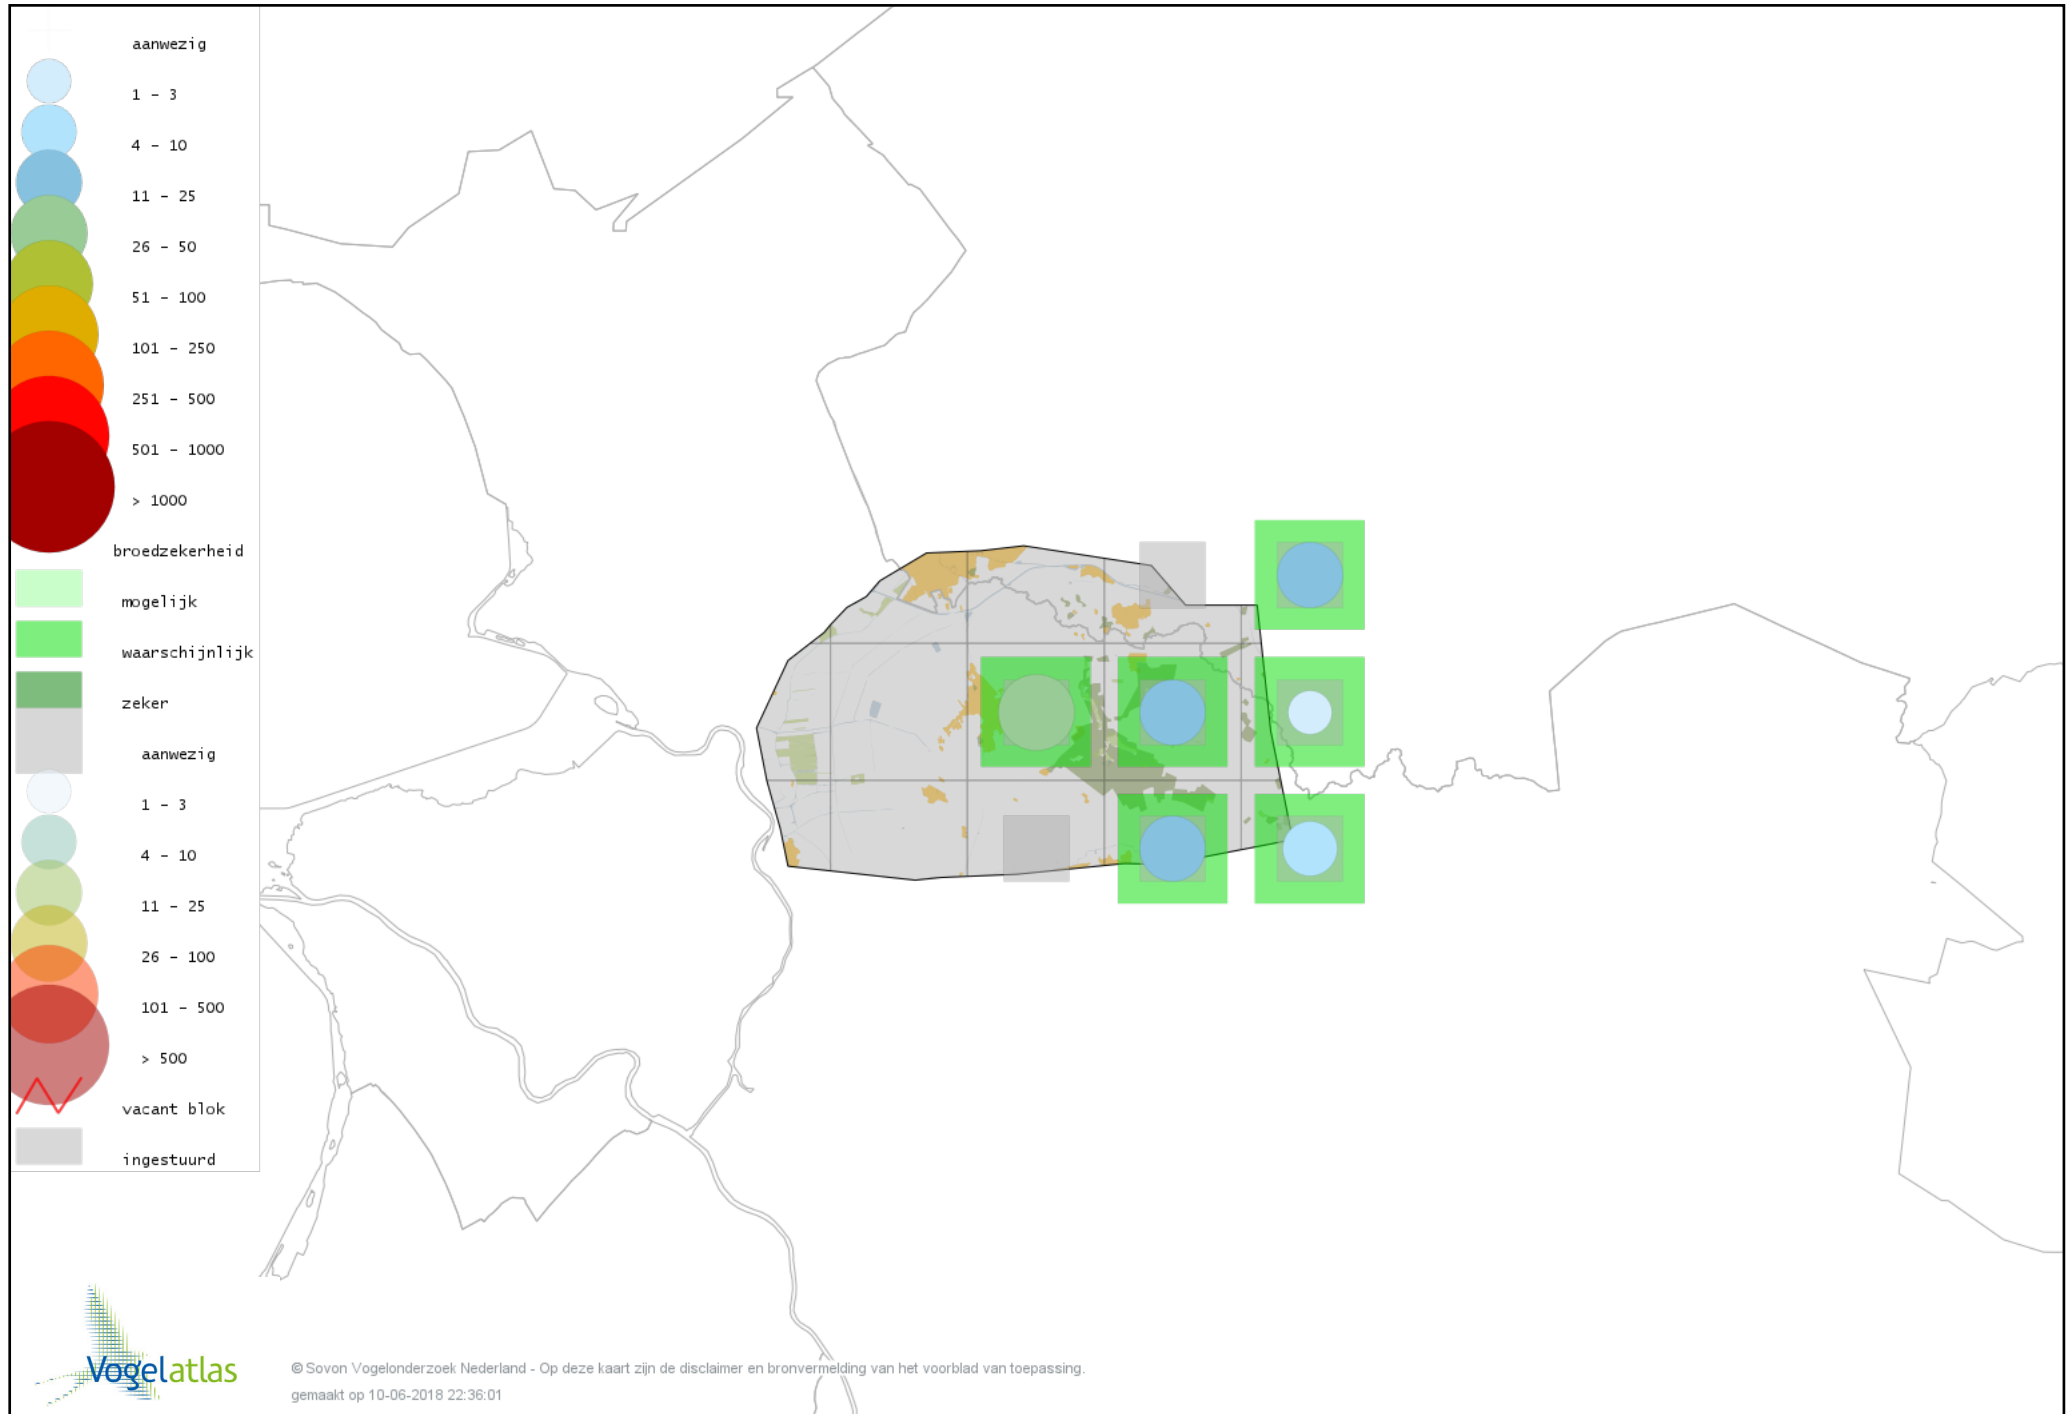 aanwezig
1 - 3
4 - 10
11 - 25
26 - 50
51 - 100
101 - 250
251 - 500
501 - 1000
> 1000
broedzekerheid
mogelijk
waarschijnlijk
zeker
aanwezig
1 - 3
4 - 10
11 - 25
26 - 100
101 - 500
> 500
vacant blok
ingestuurd
Vogelatlas
© Sovon Vogelonderzoek Nederland - Op deze kaart zijn de disclaimer en bronvermelding van het voorblad van toepassing.
gemaakt op 10-06-2018 22:36:01